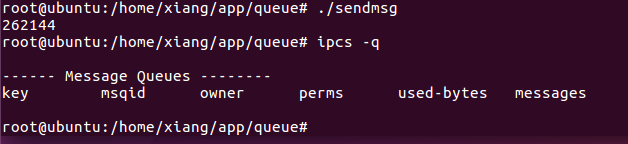 root@ubuntu:/home/xiang/app/queue# ./sendmsg
262144
root@ubuntu:/home/xiang/app/queue# ipcs -q
------ Message Queues --------
key msqid owner perms used-bytes messages
root@ubuntu:/home/xiang/app/queue#